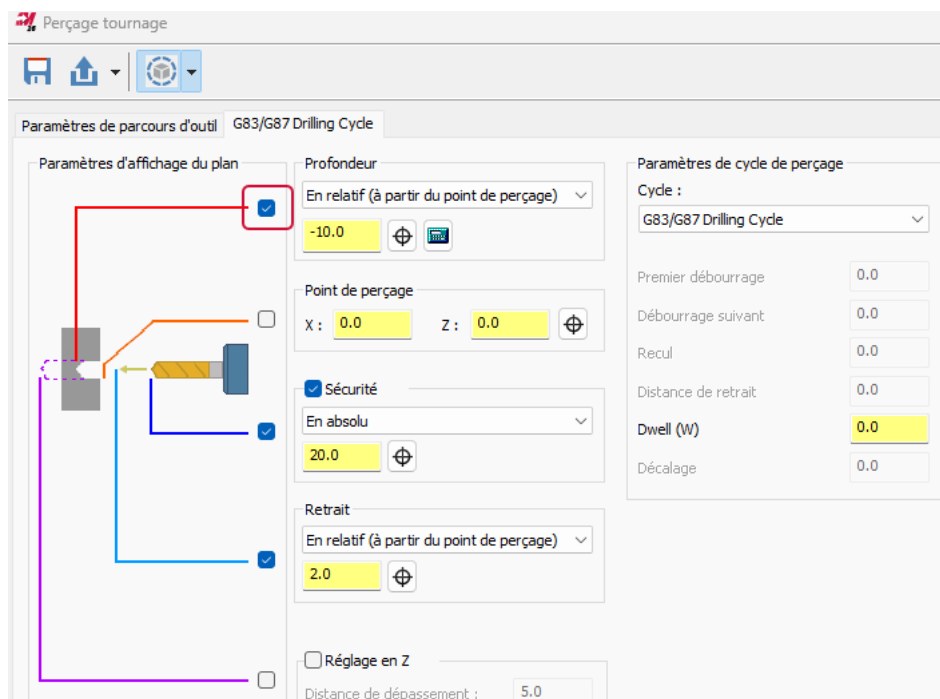 Perçage tournage
Paramètres de parcours d'outil
G83/G87 Drilling Cycle
Paramètres d'affichage du plan
Profondeur
En relatif (à partir du point de perçage)
-10.0
Point de perçage
X : 0.0 Z : 0.0
Sécurité
En absolu
20.0
Retrait
En relatif (à partir du point de perçage)
2.0
Réglage en Z
Distance de dépassement : 5.0
Paramètres de cycle de perçage
Cycle :
G83/G87 Drilling Cycle
Premier débourrage 0.0
Débourrage suivant 0.0
Recul 0.0
Distance de retrait 0.0
Dwell (W) 0.0
Décalage 0.0